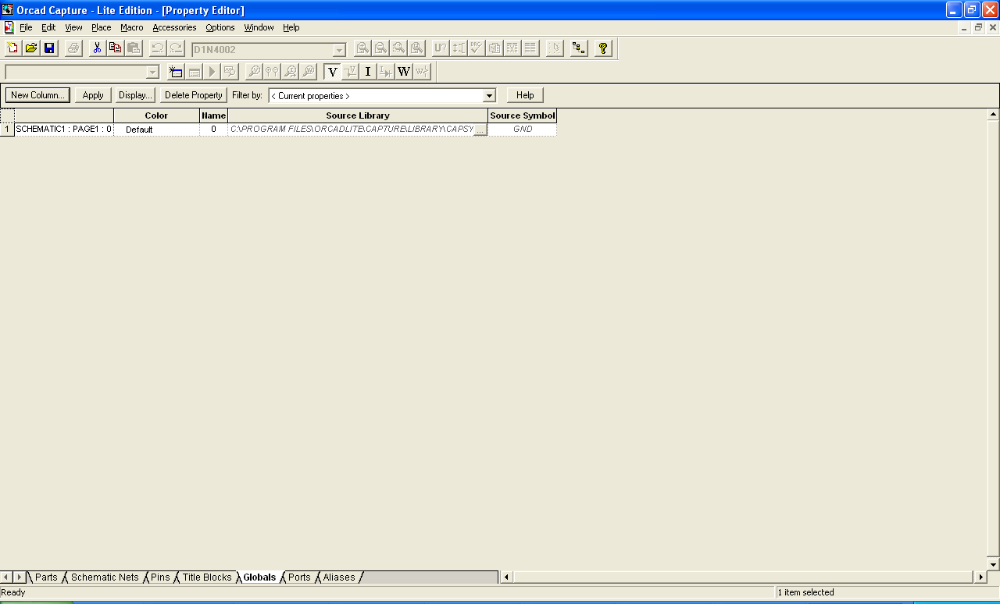 Orcad Capture - Lite Edition - [Property Editor]
File Edit View Place Macro Accessories Options Window Help
D1N4002 U? DRC ?
V V I I W W
New Column... Apply Display... Delete Property Filter by: < Current properties > Help
Color Name Source Library Source Symbol
1 SCHEMATIC1 : PAGE1 : 0 Default 0 C:\PROGRAM FILES\ORCADLITE\CAPTURE\LIBRARY\CAPSY ... GND
Parts Schematic Nets Pins Title Blocks Globals Ports Aliases
Ready 1 item selected